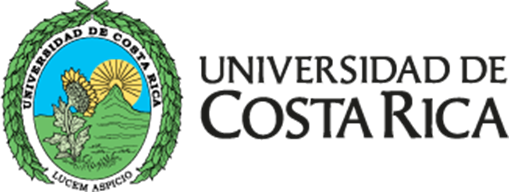 UNIVERSIDAD DE COSTA RICA
LUCEM ASPICIO
UNIVERSIDAD DE
COSTA RICA